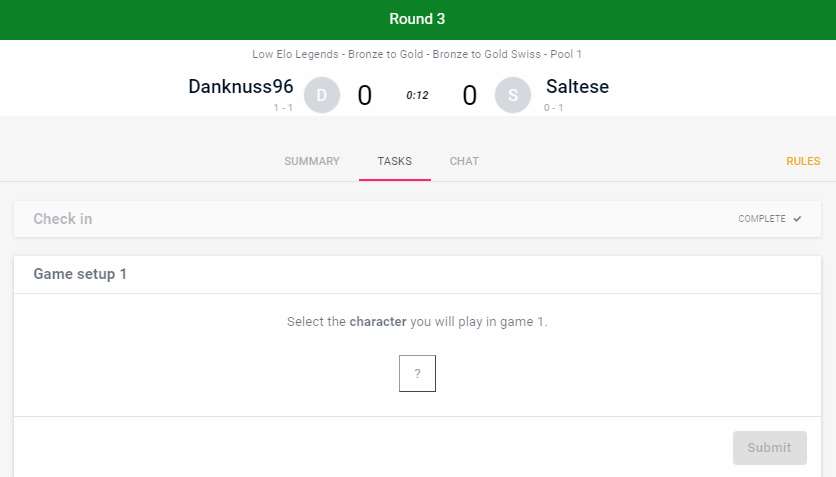 Round 3
Low Elo Legends - Bronze to Gold - Bronze to Gold Swiss - Pool 1
Danknuss96 D 0 0:12 0 S Saltese
1 - 1 0 - 1
SUMMARY TASKS CHAT RULES
Check in COMPLETE ✓
Game setup 1
Select the character you will play in game 1.
?
Submit